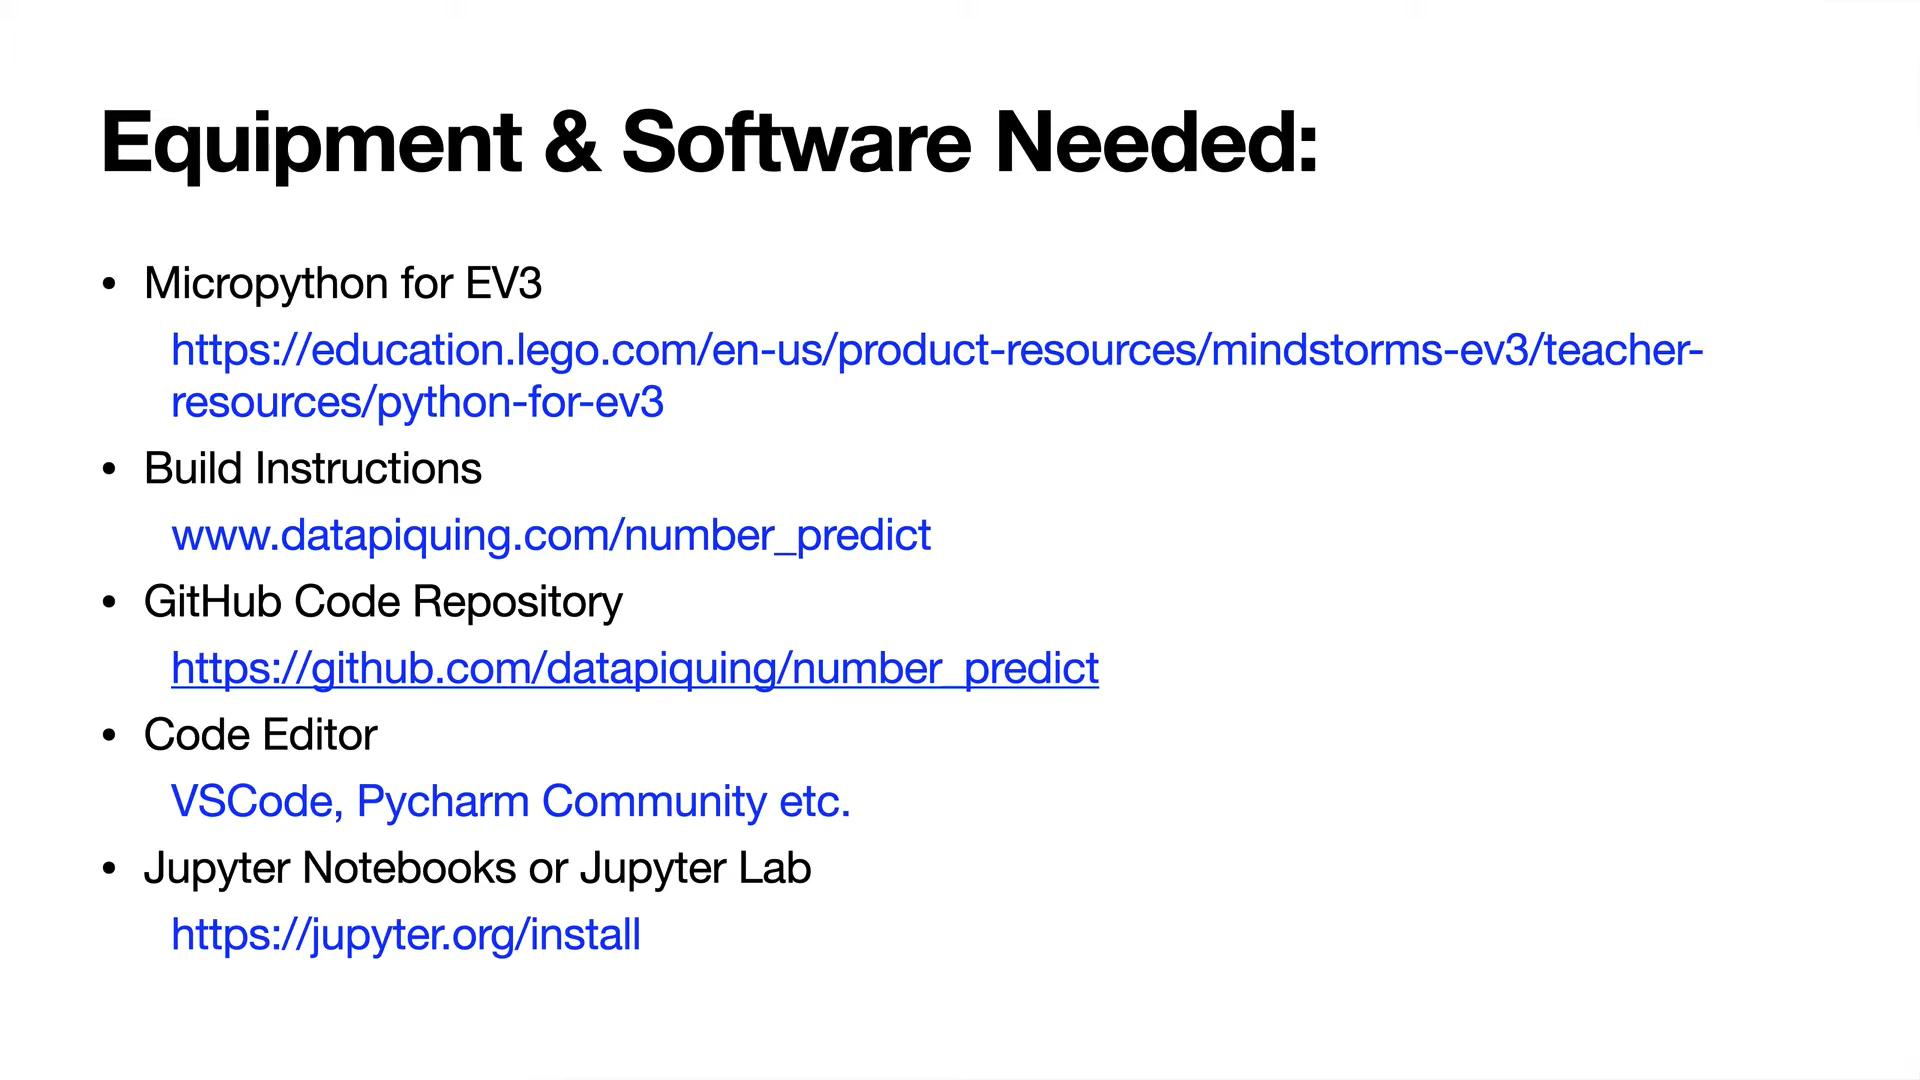 Equipment & Software Needed:
• Micropython for EV3
https://education.lego.com/en-us/product-resources/mindstorms-ev3/teacher-
resources/python-for-ev3
• Build Instructions
www.datapiquing.com/number_predict
• GitHub Code Repository
https://github.com/datapiquing/number_predict
• Code Editor
VSCode, Pycharm Community etc.
• Jupyter Notebooks or Jupyter Lab
https://jupyter.org/install